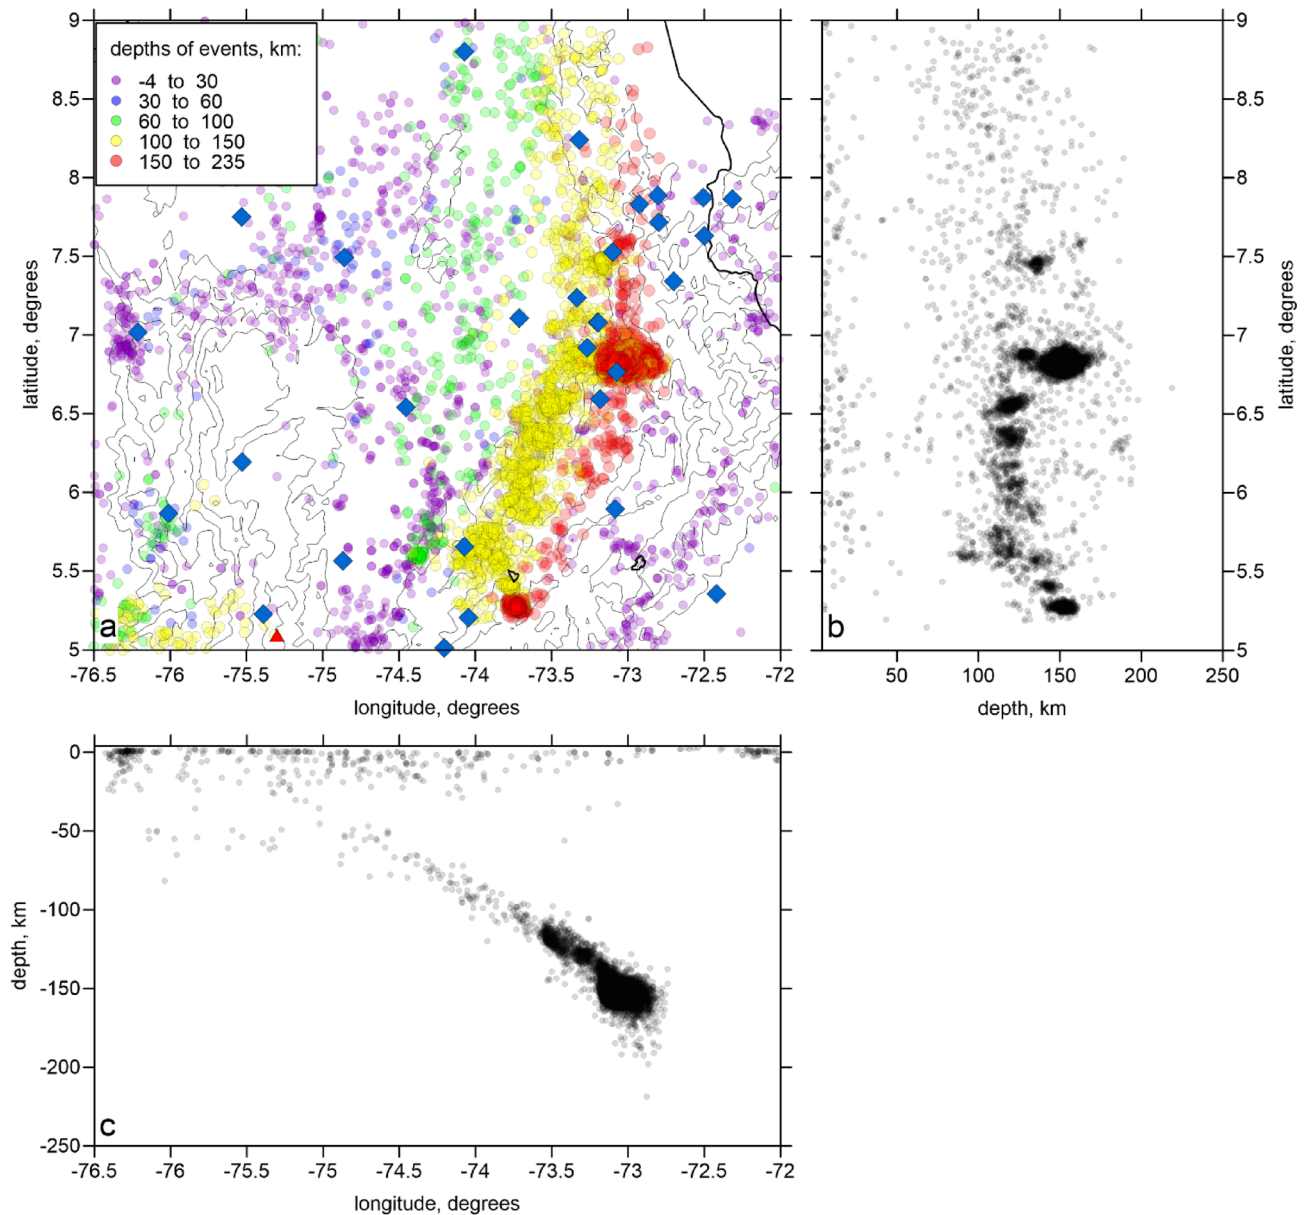 depths of events, km:
-4 to 30
30 to 60
60 to 100
100 to 150
150 to 235
9
8.5
8
7.5
7
6.5
6
5.5
5
latitude, degrees
a
-76.5 -76 -75.5 -75 -74.5 -74 -73.5 -73 -72.5 -72
longitude, degrees
9
8.5
8
7.5
7
6.5
6
5.5
5
latitude, degrees
b
50 100 150 200 250
depth, km
0
-50
-100
-150
-200
-250
depth, km
c
-76.5 -76 -75.5 -75 -74.5 -74 -73.5 -73 -72.5 -72
longitude, degrees